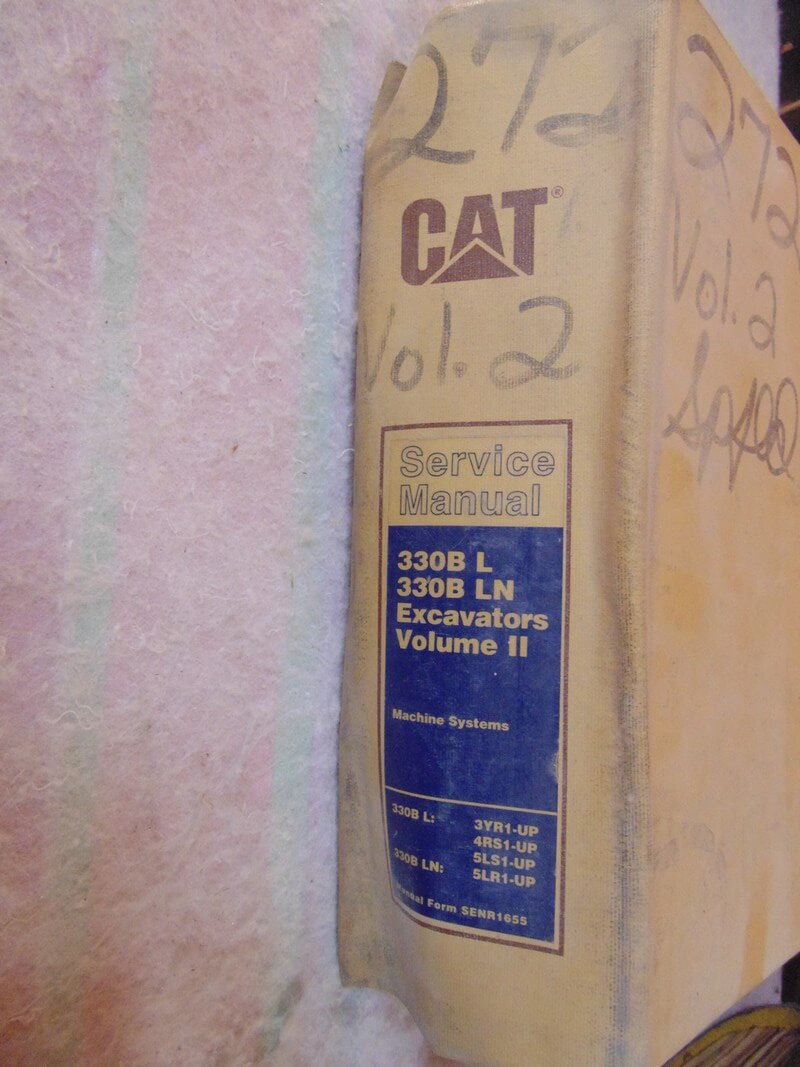 272
CAT®
Vol. 2
Service
Manual
330B L
330B LN
Excavators
Volume II
Machine Systems
330B L: 3YR1-UP
4RS1-UP
330B LN: 5LS1-UP
5LR1-UP
Form SENR1655
272
Vol. 2